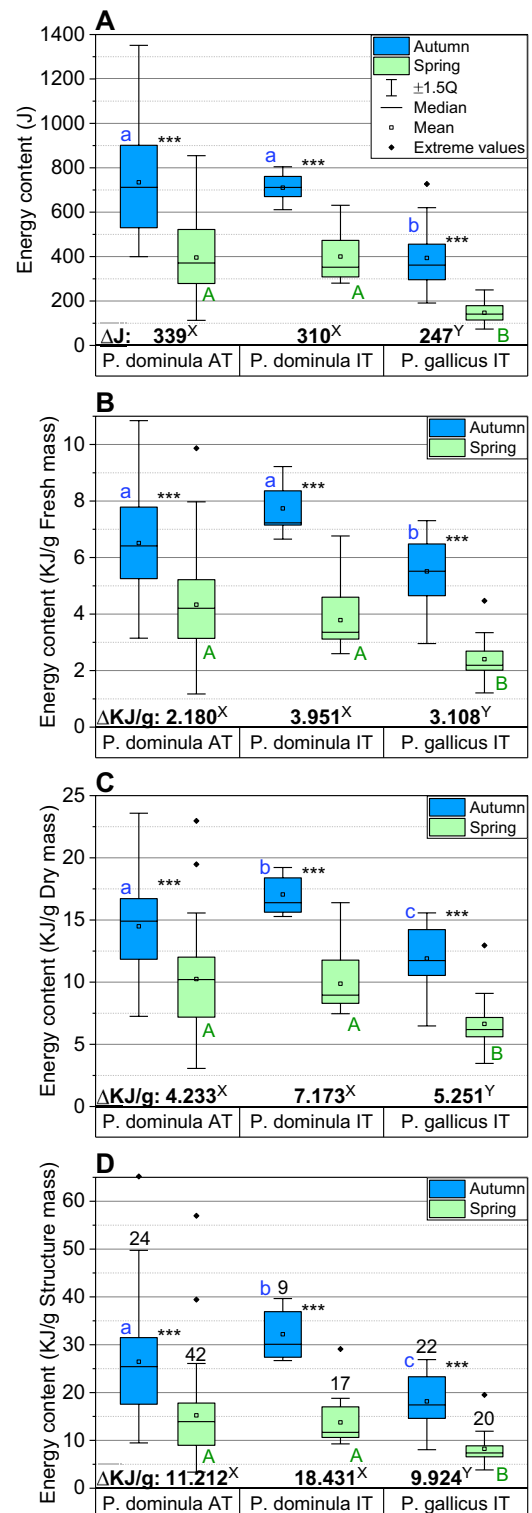 A
Energy content (J)
1400
1200
1000
800
600
400
200
0
Autumn
Spring
±1.5Q
Median
Mean
Extreme values
a
***
A
a
***
A
b
***
B
ΔJ: 339X 310X 247Y
P. dominula AT P. dominula IT P. gallicus IT
B
Energy content (KJ/g Fresh mass)
10
8
6
4
2
0
Autumn
Spring
a
***
A
a
***
A
b
***
B
ΔKJ/g: 2.180X 3.951X 3.108Y
P. dominula AT P. dominula IT P. gallicus IT
C
Energy content (KJ/g Dry mass)
25
20
15
10
5
0
Autumn
Spring
a
***
A
b
***
A
c
***
B
ΔKJ/g: 4.233X 7.173X 5.251Y
P. dominula AT P. dominula IT P. gallicus IT
D
Energy content (KJ/g Structure mass)
60
50
40
30
20
10
0
Autumn
Spring
24
a
***
42
A
b 9
***
17
A
22
c
***
20
B
ΔKJ/g: 11.212X 18.431X 9.924Y
P. dominula AT P. dominula IT P. gallicus IT